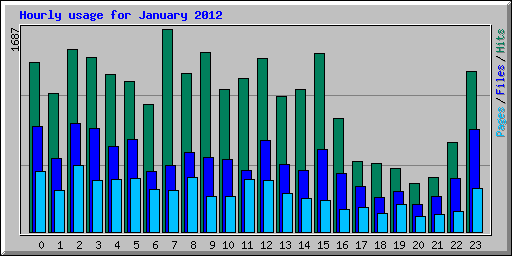 Hourly usage for January 2012
1687
Pages/Files/Hits
0 1 2 3 4 5 6 7 8 9 10 11 12 13 14 15 16 17 18 19 20 21 22 23